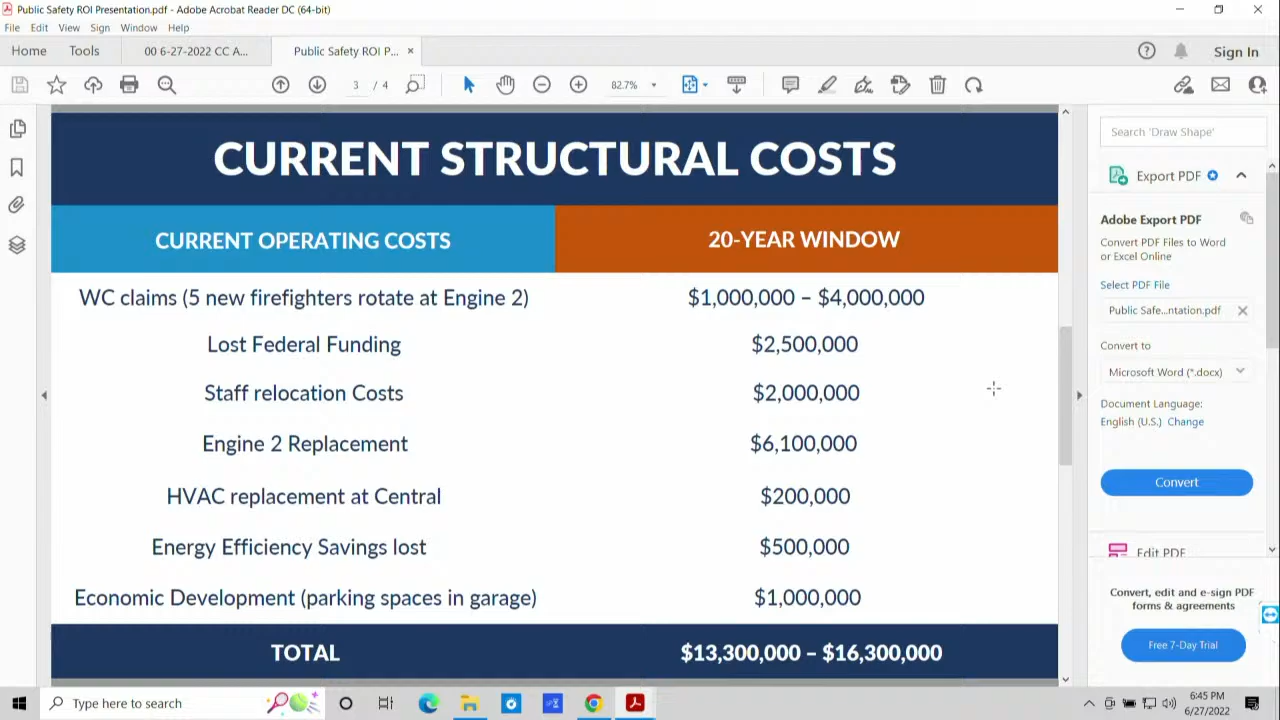 Public Safety ROI Presentation.pdf - Adobe Acrobat Reader DC (64-bit)
File Edit View Sign Window Help
Home Tools 00 6-27-2022 CC A... Public Safety ROI P... × Sign In
3 / 4 82.7%
CURRENT STRUCTURAL COSTS
CURRENT OPERATING COSTS 20-YEAR WINDOW
WC claims (5 new firefighters rotate at Engine 2) $1,000,000 – $4,000,000
Lost Federal Funding $2,500,000
Staff relocation Costs $2,000,000
Engine 2 Replacement $6,100,000
HVAC replacement at Central $200,000
Energy Efficiency Savings lost $500,000
Economic Development (parking spaces in garage) $1,000,000
TOTAL $13,300,000 – $16,300,000
Search 'Draw Shape'
Export PDF
Adobe Export PDF
Convert PDF Files to Word
or Excel Online
Select PDF File
Public Safe...ntation.pdf
Convert to
Microsoft Word (*.docx)
Document Language:
English (U.S.) Change
Convert
Edit PDF
Convert, edit and e-sign PDF
forms & agreements
Free 7-Day Trial
Type here to search
6:45 PM
6/27/2022